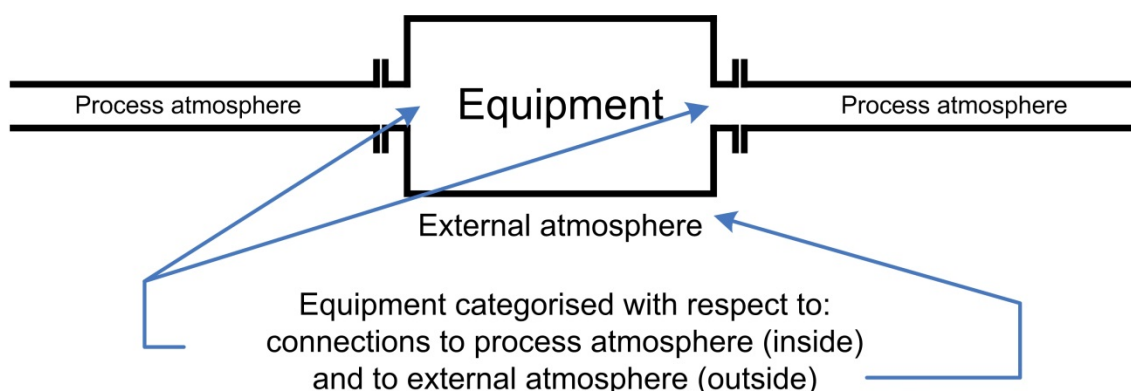 Process atmosphere
Equipment
Process atmosphere
External atmosphere
Equipment categorised with respect to:
connections to process atmosphere (inside)
and to external atmosphere (outside)